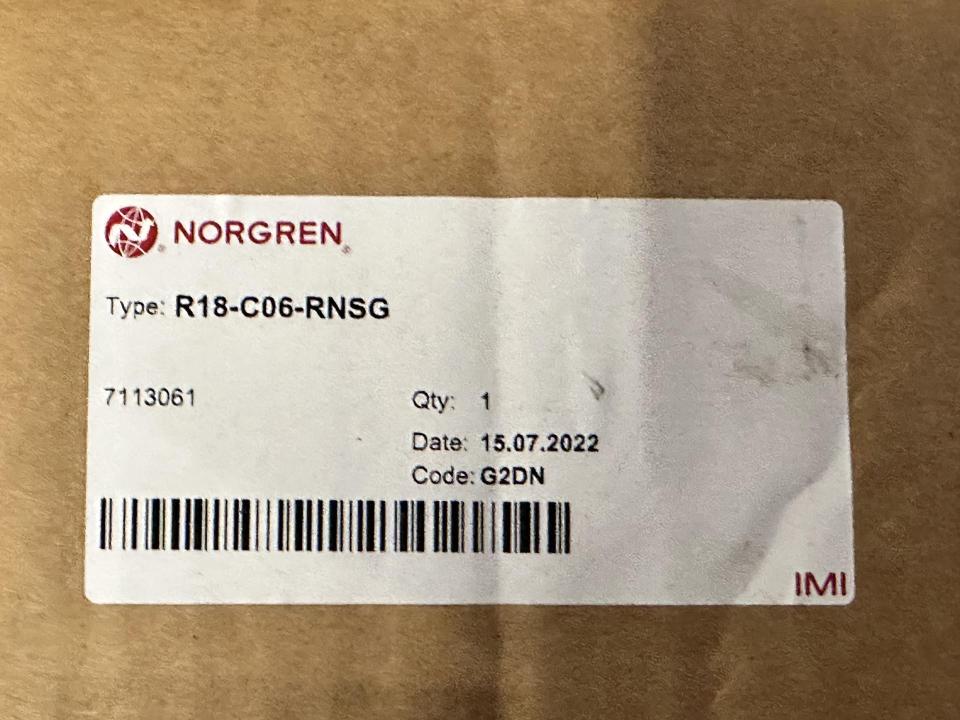 NORGREN®
Type: R18-C06-RNSG
7113061
Qty: 1
Date: 15.07.2022
Code: G2DN
IMI